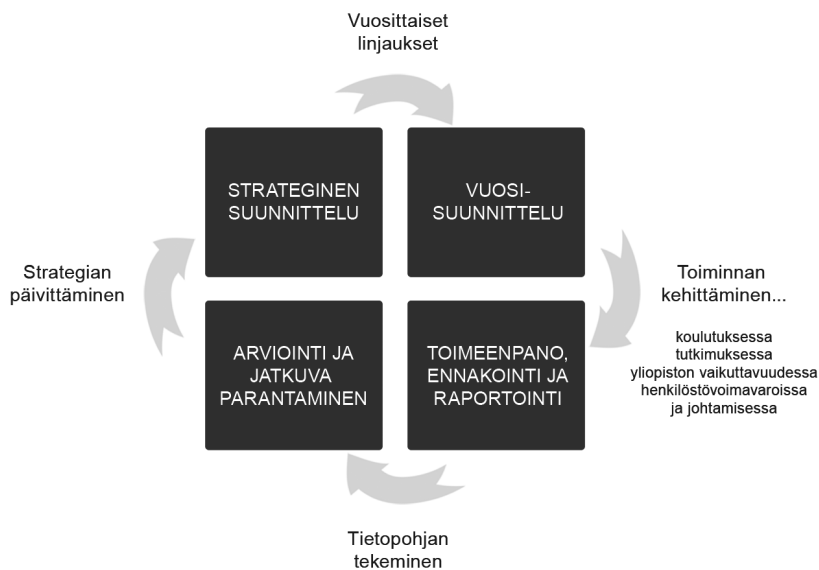 Vuosittaiset
linjaukset
STRATEGINEN
SUUNNITTELU
VUOSI-
SUUNNITTELU
Strategian
päivittäminen
Toiminnan
kehittäminen...
koulutuksessa
tutkimuksessa
yliopiston vaikuttavuudessa
henkilöstövoimavaroissa
ja johtamisessa
ARVIOINTI JA
JATKUVA
PARANTAMINEN
TOIMEENPANO,
ENNAKOINTI JA
RAPORTOINTI
Tietopohjan
tekeminen